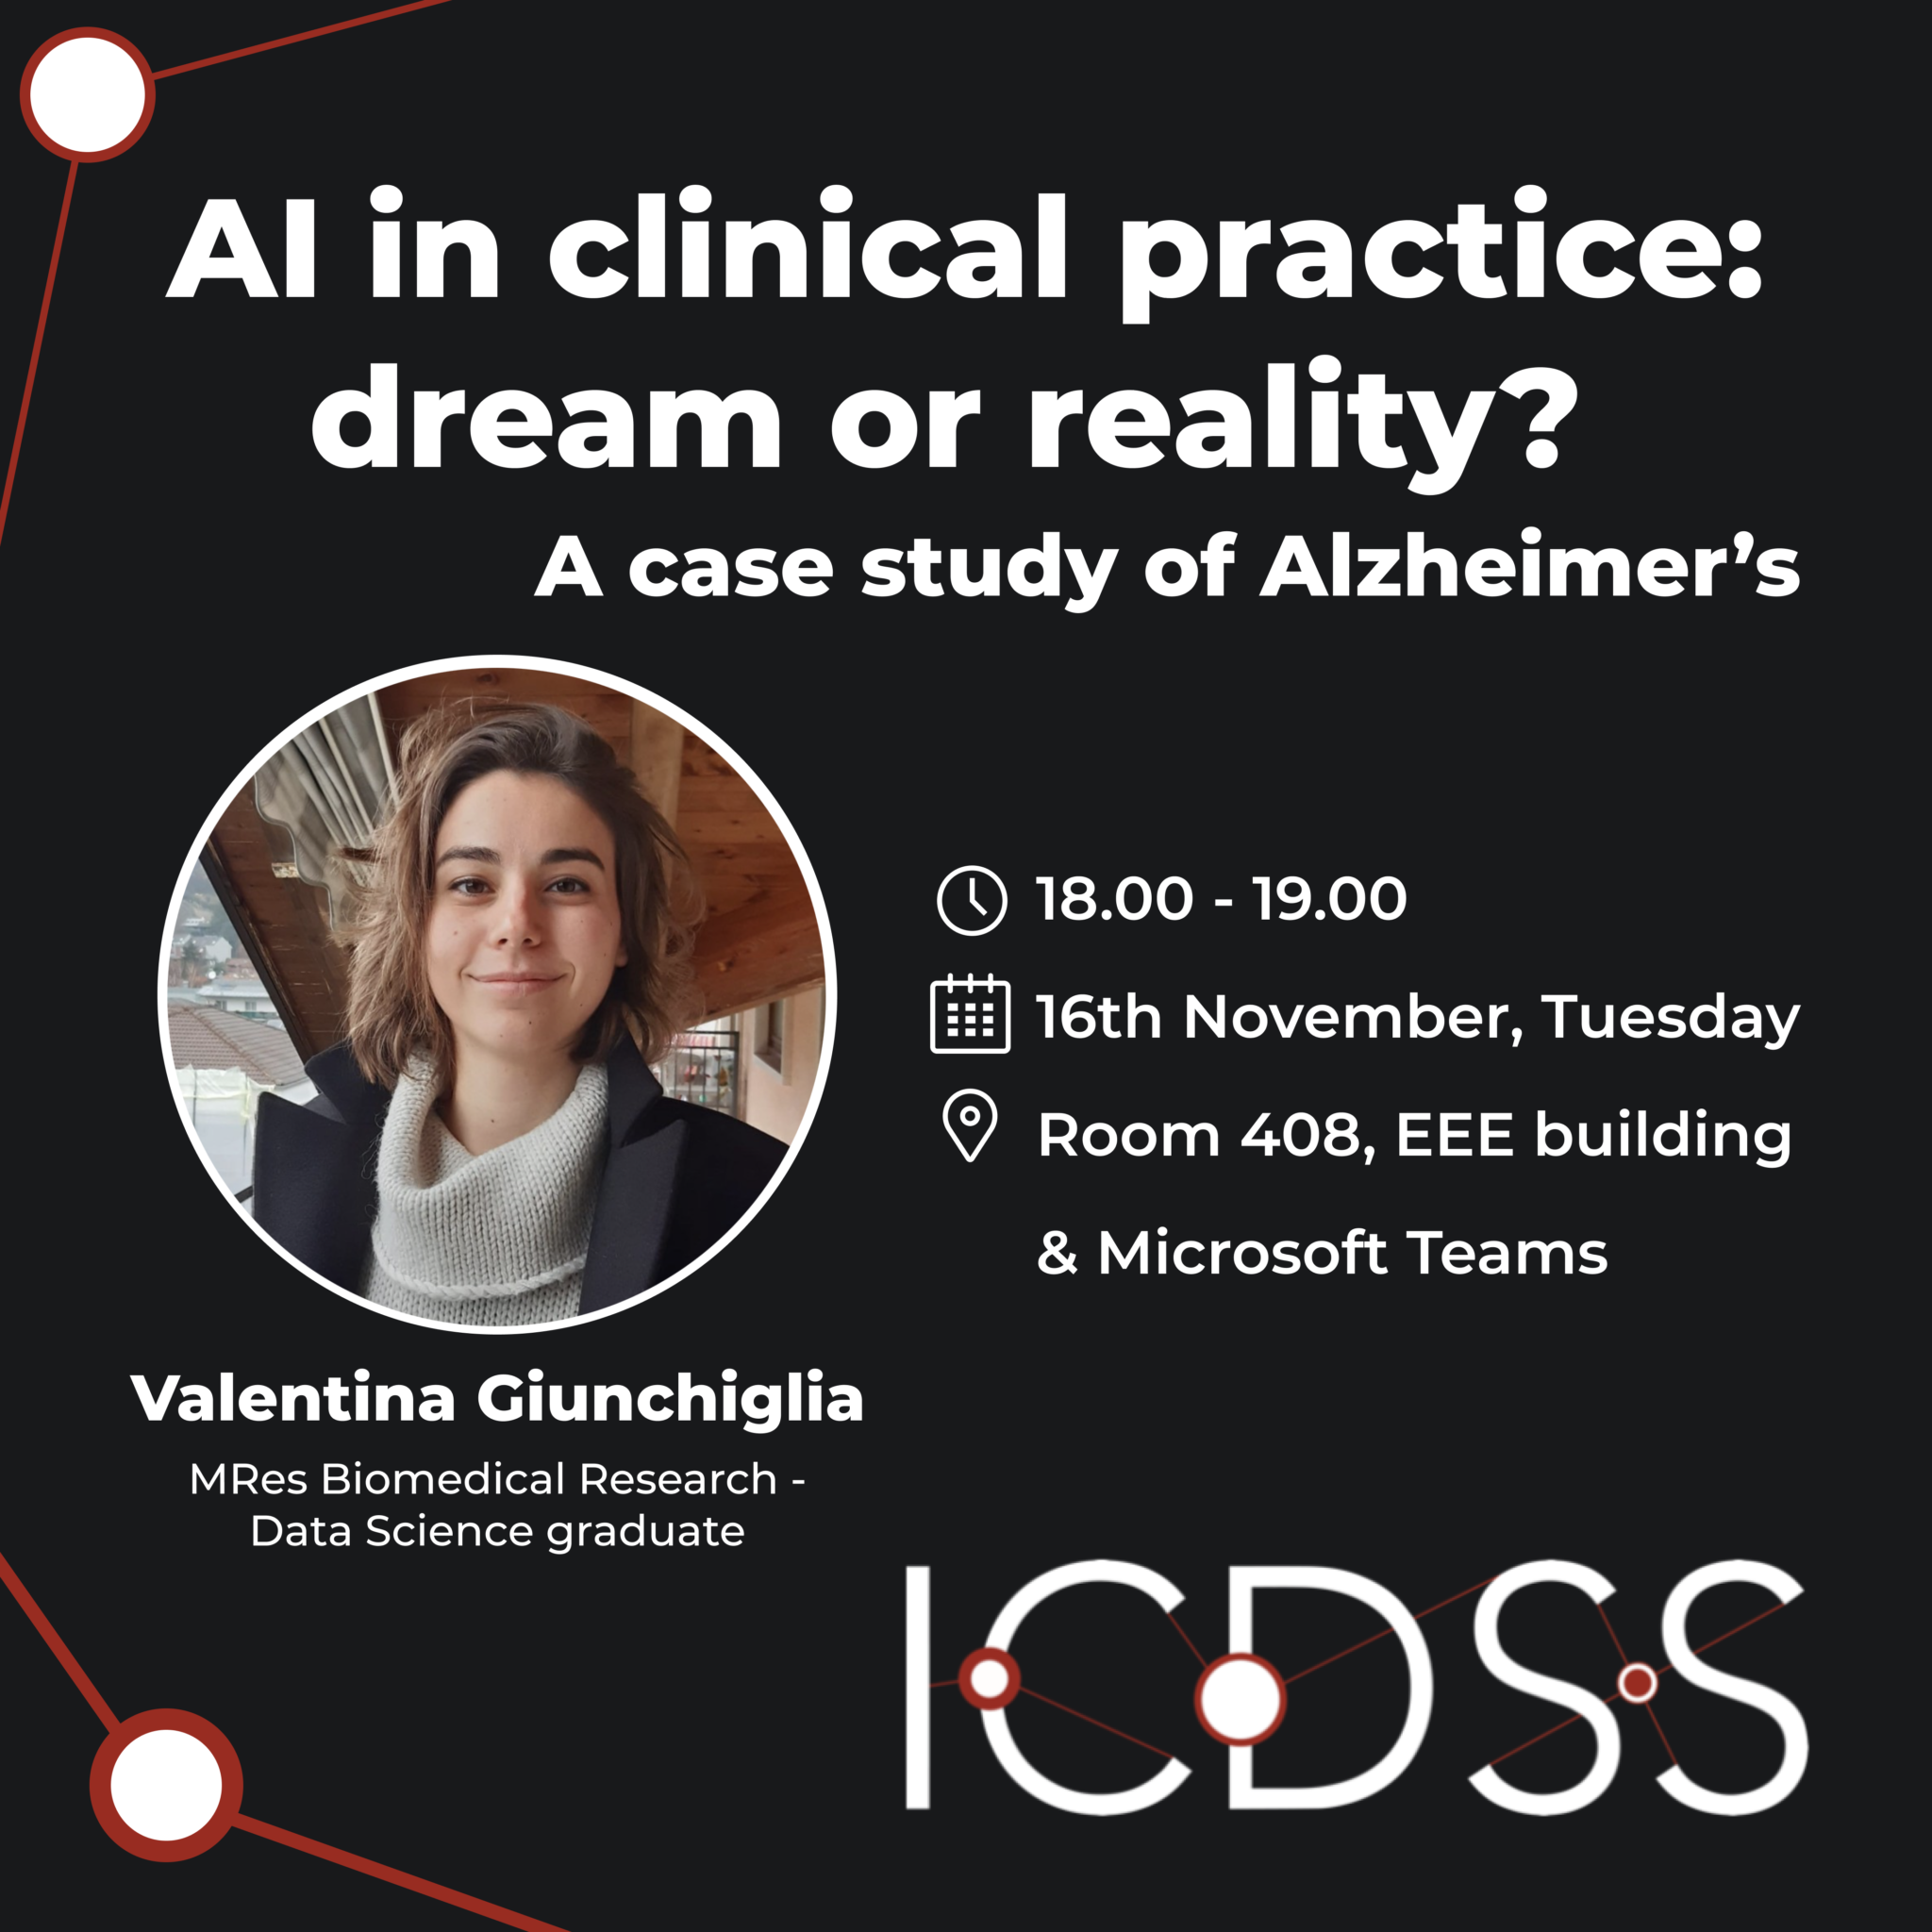 AI in clinical practice:
dream or reality?
A case study of Alzheimer’s
18.00 - 19.00
16th November, Tuesday
Room 408, EEE building
& Microsoft Teams
Valentina Giunchiglia
MRes Biomedical Research -
Data Science graduate
ICDSS